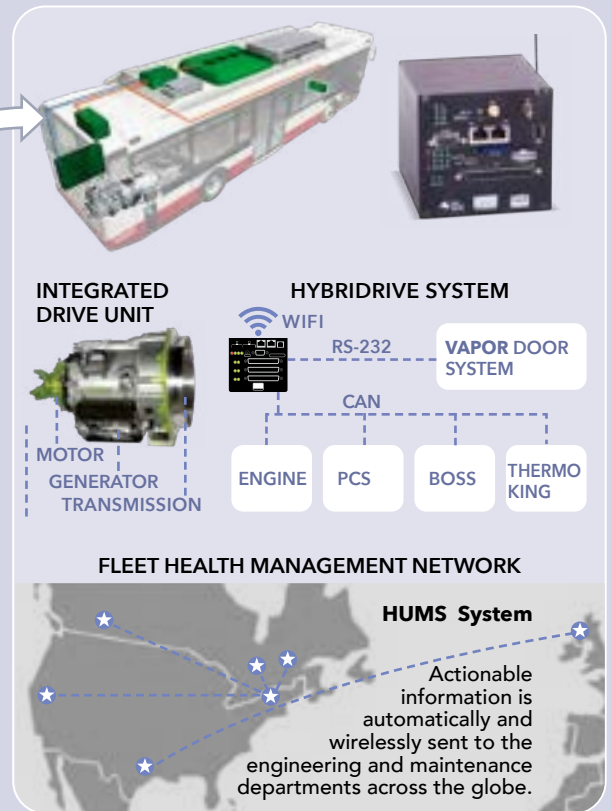 INTEGRATED
DRIVE UNIT
MOTOR
GENERATOR
TRANSMISSION
HYBRIDRIVE SYSTEM
WIFI
RS-232
VAPOR DOOR
SYSTEM
CAN
ENGINE
PCS
BOSS
THERMO
KING
FLEET HEALTH MANAGEMENT NETWORK
HUMS System
Actionable
information is
automatically and
wirelessly sent to the
engineering and maintenance
departments across the globe.